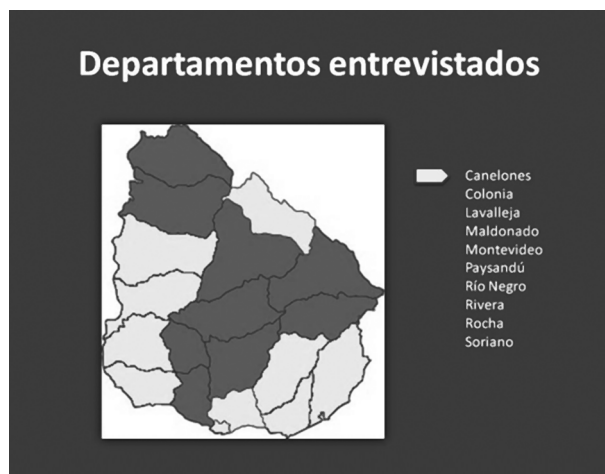 Departamentos entrevistados
Canelones
Colonia
Lavalleja
Maldonado
Montevideo
Paysandú
Río Negro
Rivera
Rocha
Soriano